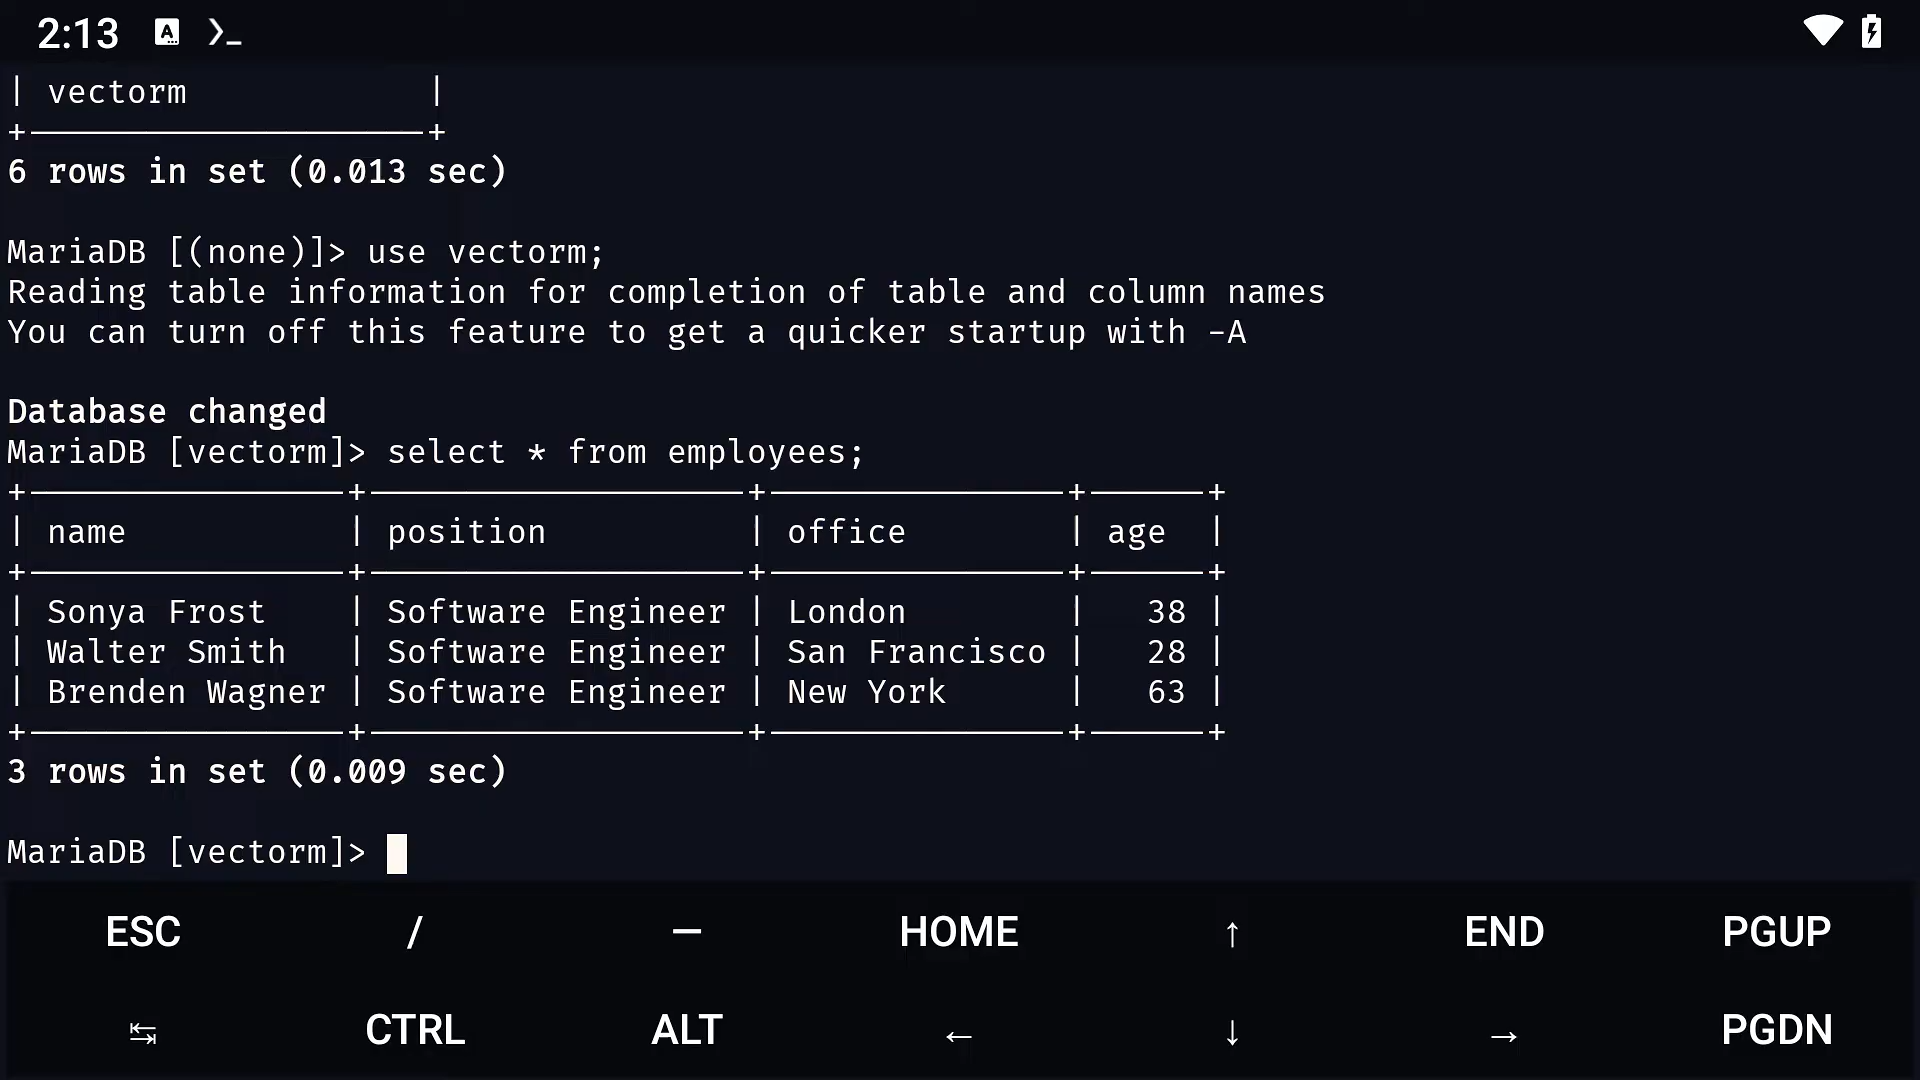 2:13
| vectorm |
+--------------------+
6 rows in set (0.013 sec)
MariaDB [(none)]> use vectorm;
Reading table information for completion of table and column names
You can turn off this feature to get a quicker startup with -A
Database changed
MariaDB [vectorm]> select * from employees;
+----------------+-------------------+---------------+------+
| name | position | office | age |
+----------------+-------------------+---------------+------+
| Sonya Frost | Software Engineer | London | 38 |
| Walter Smith | Software Engineer | San Francisco | 28 |
| Brenden Wagner | Software Engineer | New York | 63 |
+----------------+-------------------+---------------+------+
3 rows in set (0.009 sec)
MariaDB [vectorm]>
ESC / — HOME ↑ END PGUP
↹ CTRL ALT ← ↓ → PGDN